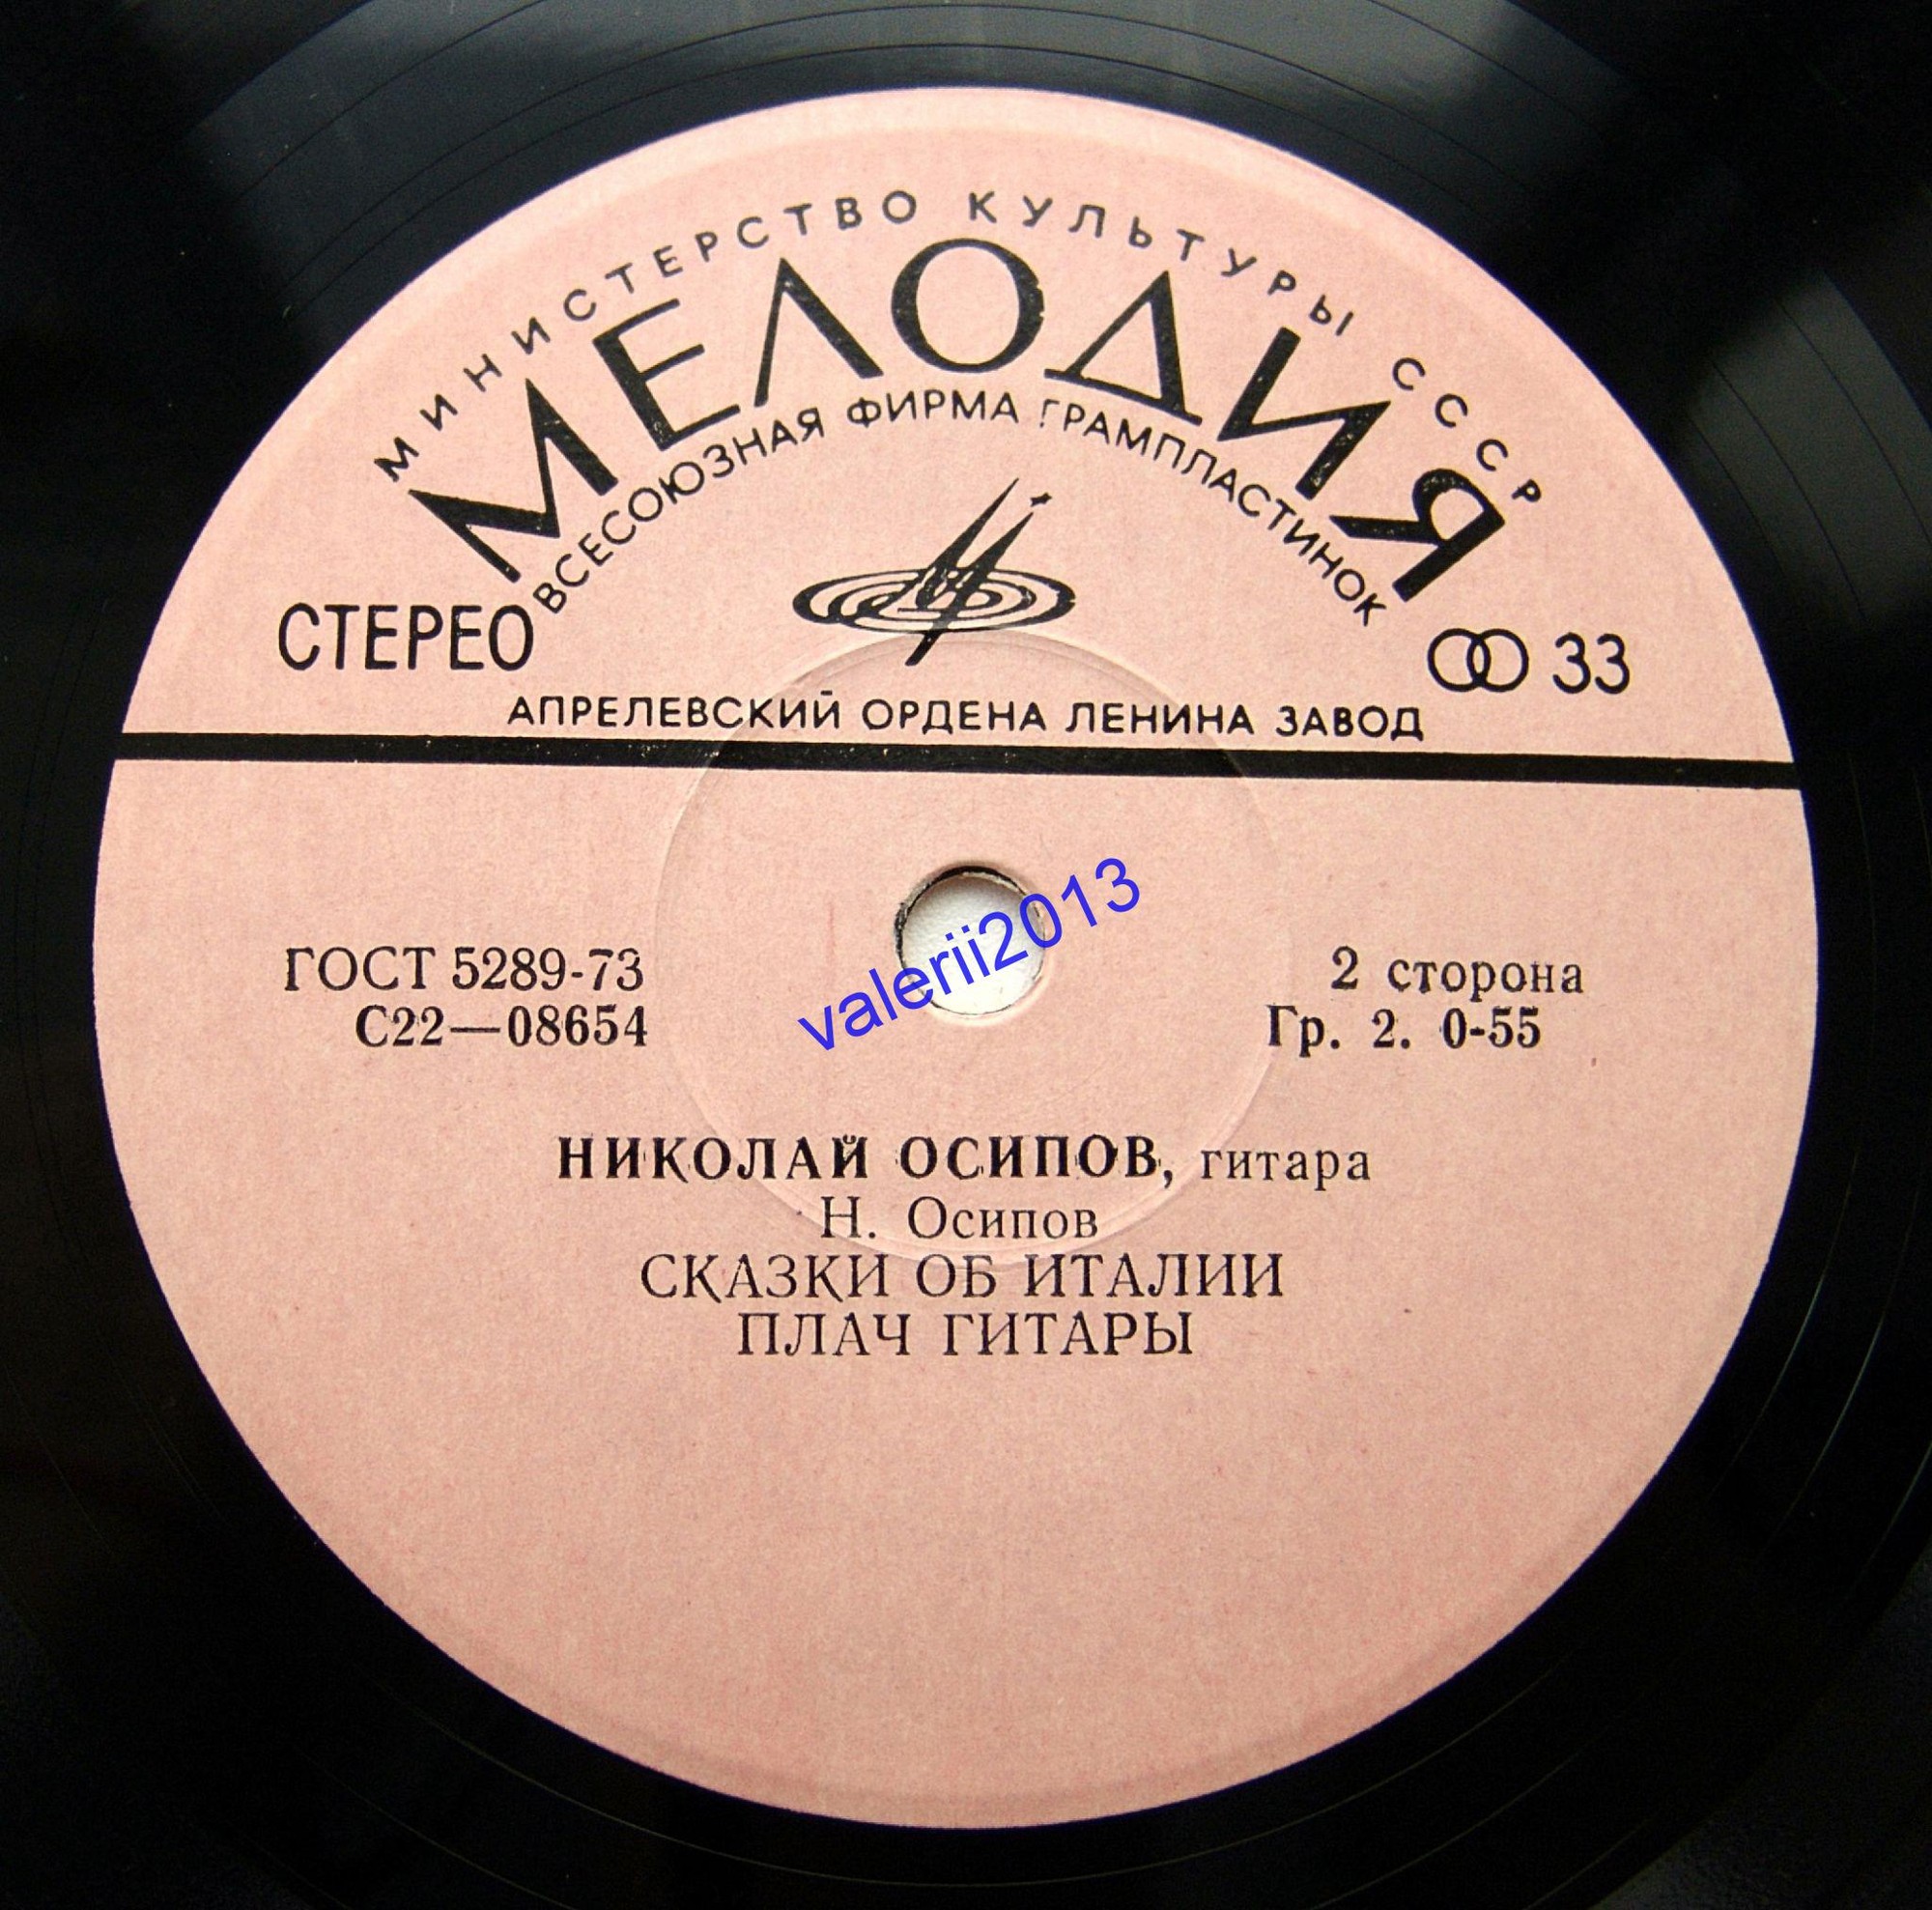 МИНИСТЕРСТВО КУЛЬТУРЫ СССР
МЕЛОДИЯ
ВСЕСОЮЗНАЯ ФИРМА ГРАМПЛАСТИНОК
СТЕРЕО
33
АПРЕЛЕВСКИЙ ОРДЕНА ЛЕНИНА ЗАВОД
valerii2013
ГОСТ 5289-73
С22—08654
2 сторона
Гр. 2. 0-55
НИКОЛАЙ ОСИПОВ, гитара
Н. Осипов
СКАЗКИ ОБ ИТАЛИИ
ПЛАЧ ГИТАРЫ